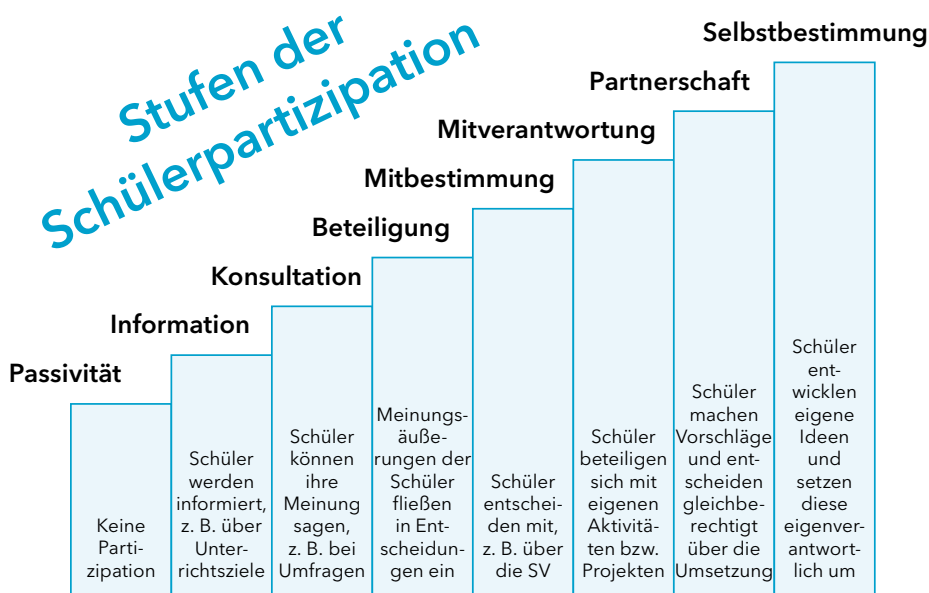 Stufen der
Schülerpartizipation
Passivität
Keine
Parti-
zipation
Information
Schüler
werden
informiert,
z. B. über
Unter-
richtsziele
Konsultation
Schüler
können
ihre
Meinung
sagen,
z. B. bei
Umfragen
Beteiligung
Meinungs-
äuße-
rungen der
Schüler
fließen
in Ent-
scheidun-
gen ein
Mitbestimmung
Schüler
entschei-
den mit,
z. B. über
die SV
Mitverantwortung
Schüler
beteiligen
sich mit
eigenen
Aktivitä-
ten bzw.
Projekten
Partnerschaft
Schüler
machen
Vorschläge
und ent-
scheiden
gleichbe-
rechtigt
über die
Umsetzung
Selbstbestimmung
Schüler
ent-
wicklen
eigene
Ideen
und
setzen
diese
eigenver-
antwort-
lich um